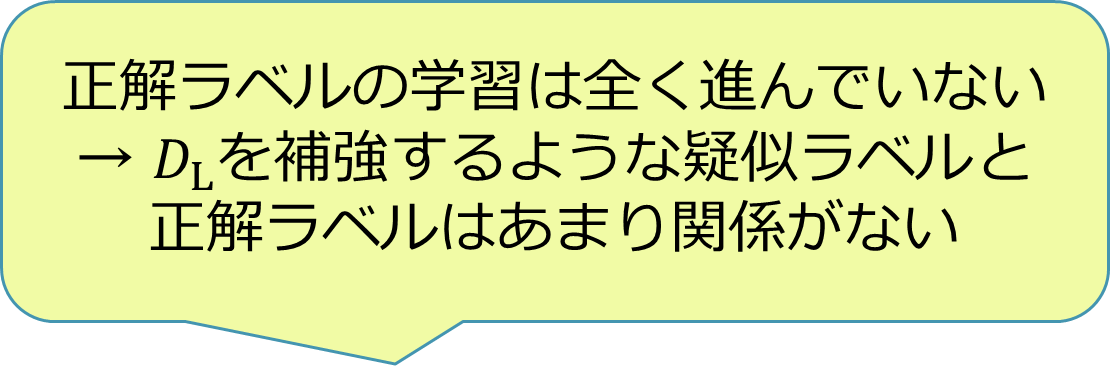 正解ラベルの学習は全く進んでいない
→ D_Lを補強するような疑似ラベルと
正解ラベルはあまり関係がない